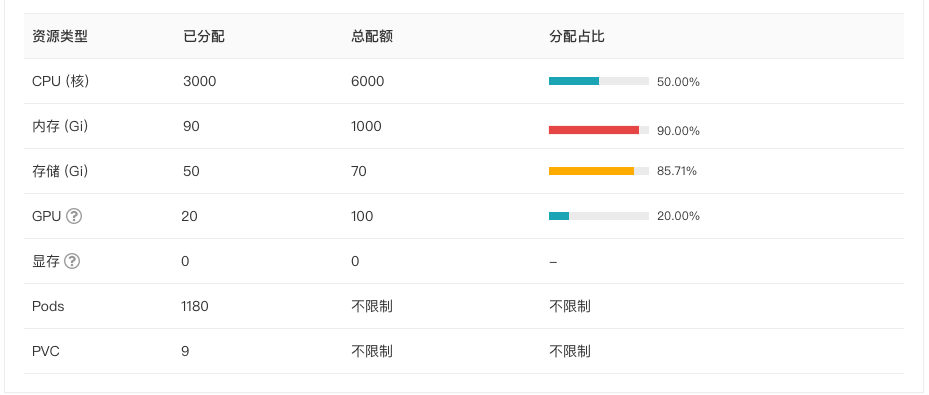 资源类型 已分配 总配额 分配占比
CPU (核) 3000 6000 50.00%
内存 (Gi) 90 1000 90.00%
存储 (Gi) 50 70 85.71%
GPU ? 20 100 20.00%
显存 ? 0 0 –
Pods 1180 不限制 不限制
PVC 9 不限制 不限制